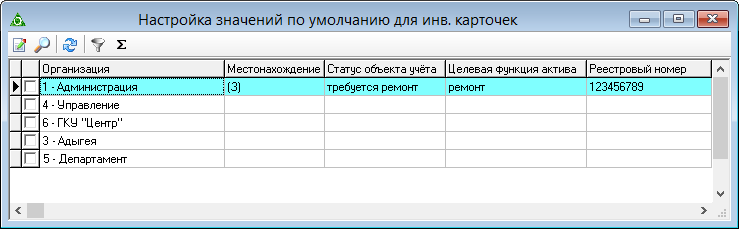 Настройка значений по умолчанию для инв. карточек
Σ
Организация Местонахождение Статус объекта учёта Целевая функция актива Реестровый номер
1 - Администрация (3) требуется ремонт ремонт 123456789
4 - Управление
6 - ГКУ "Центр"
3 - Адыгея
5 - Департамент